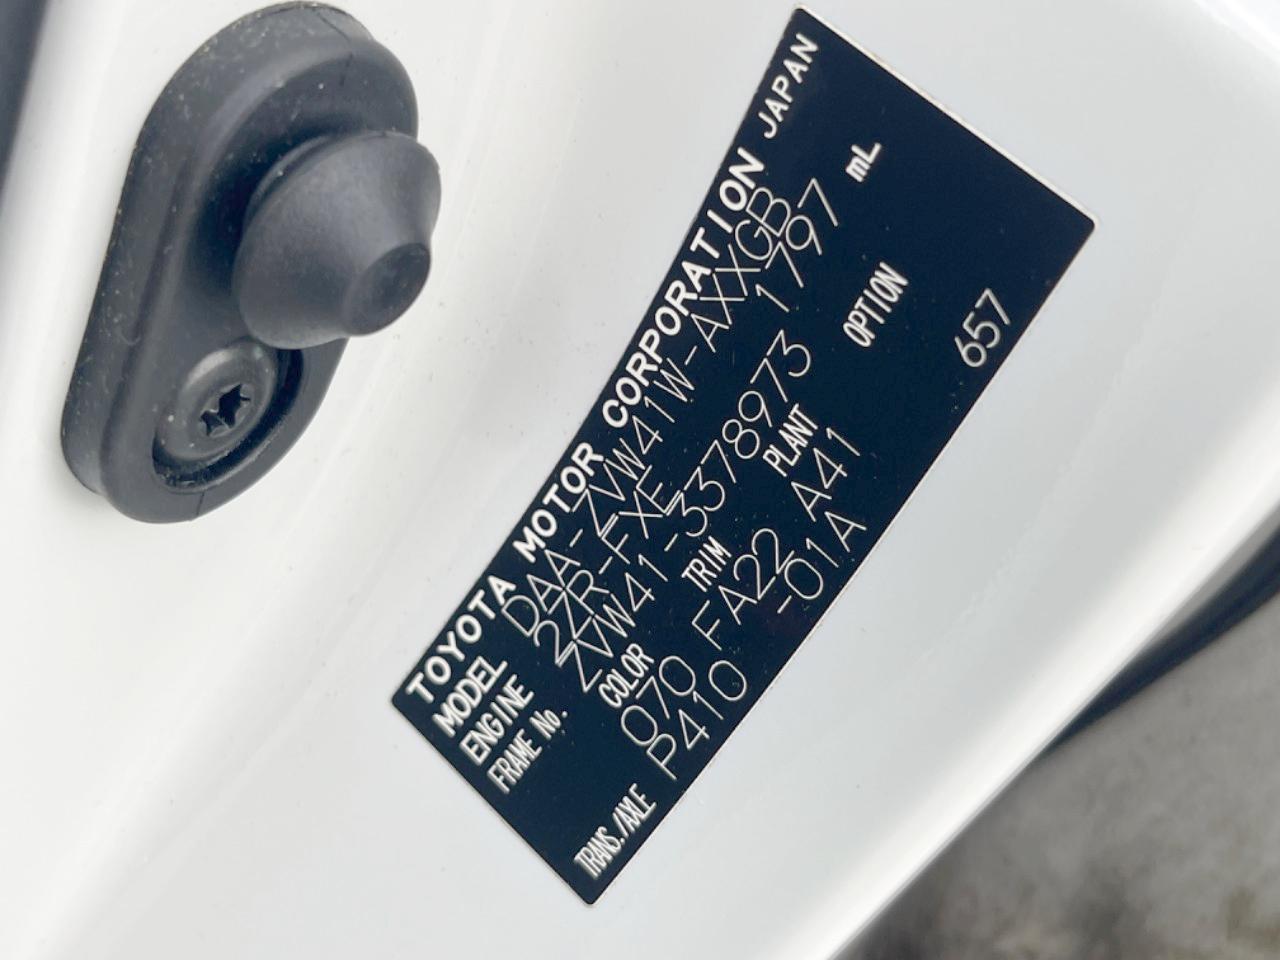 TOYOTA MOTOR CORPORATION JAPAN
MODEL DAA-ZVW41W-AXXGB
ENGINE 2ZR-FXE 1797 mL
FRAME No. ZVW41-3378973
COLOR TRIM PLANT OPTION
070 FA22 A41 657
TRANS./AXLE P410 -01A